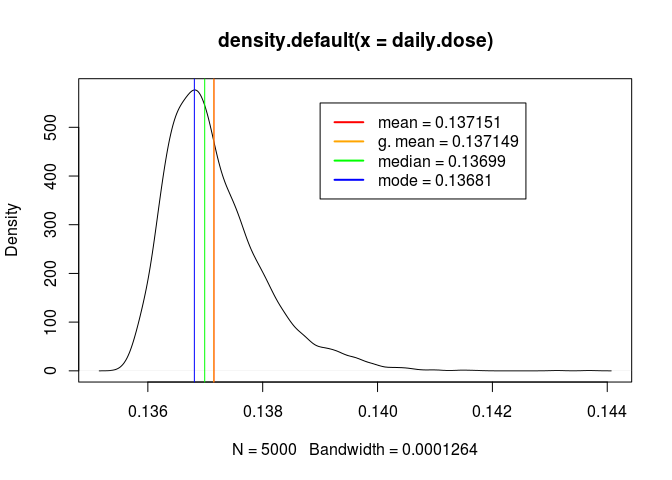 density.default(x = daily.dose)
mean = 0.137151
g. mean = 0.137149
median = 0.13699
mode = 0.13681
Density
500
400
300
200
100
0
0.136 0.138 0.140 0.142 0.144
N = 5000 Bandwidth = 0.0001264